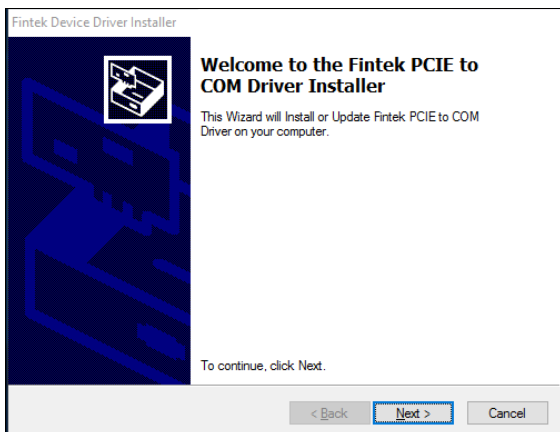 Fintek Device Driver Installer
Welcome to the Fintek PCIE to
COM Driver Installer
This Wizard will Install or Update Fintek PCIE to COM
Driver on your computer.
To continue, click Next.
< Back
Next >
Cancel